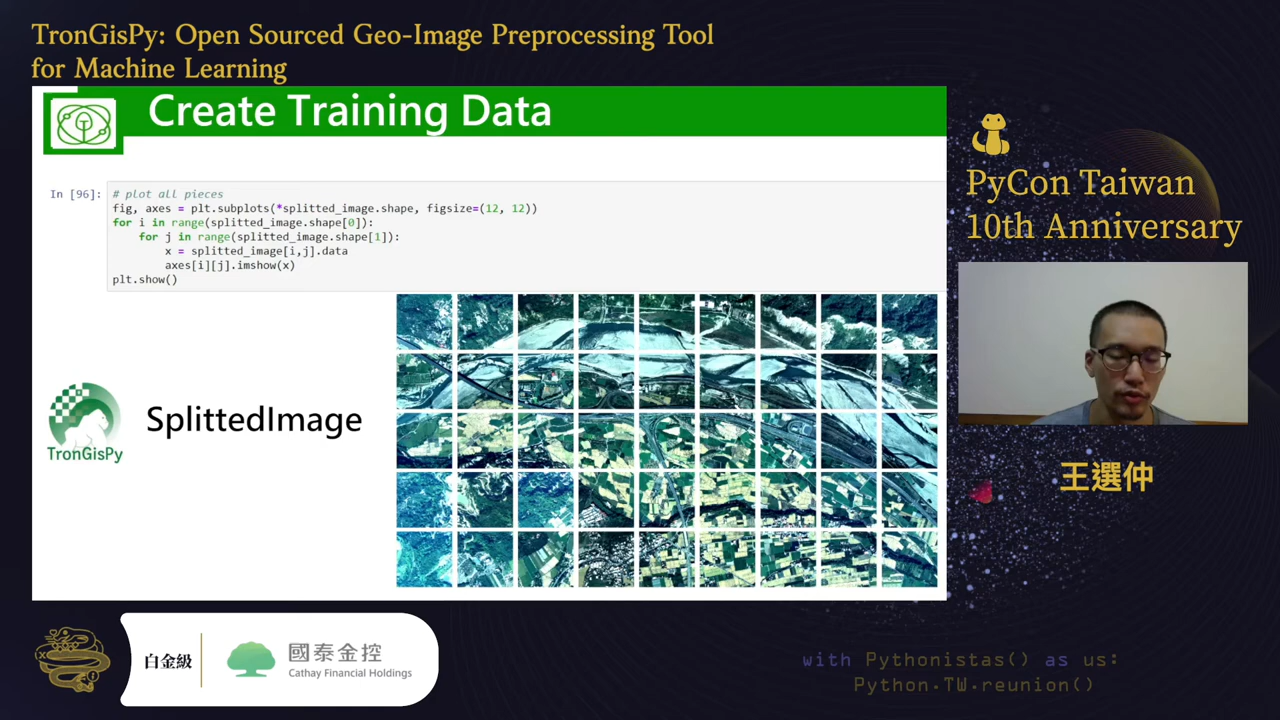 TronGisPy: Open Sourced Geo-Image Preprocessing Tool
for Machine Learning
Create Training Data
In [96]:
# plot all pieces
fig, axes = plt.subplots(*splitted_image.shape, figsize=(12, 12))
for i in range(splitted_image.shape[0]):
    for j in range(splitted_image.shape[1]):
        x = splitted_image[i,j].data
        axes[i][j].imshow(x)
plt.show()
TronGisPy
SplittedImage
PyCon Taiwan
10th Anniversary
王選仲
白金級
國泰金控
Cathay Financial Holdings
with Pythonistas() as us:
Python.TW.reunion()